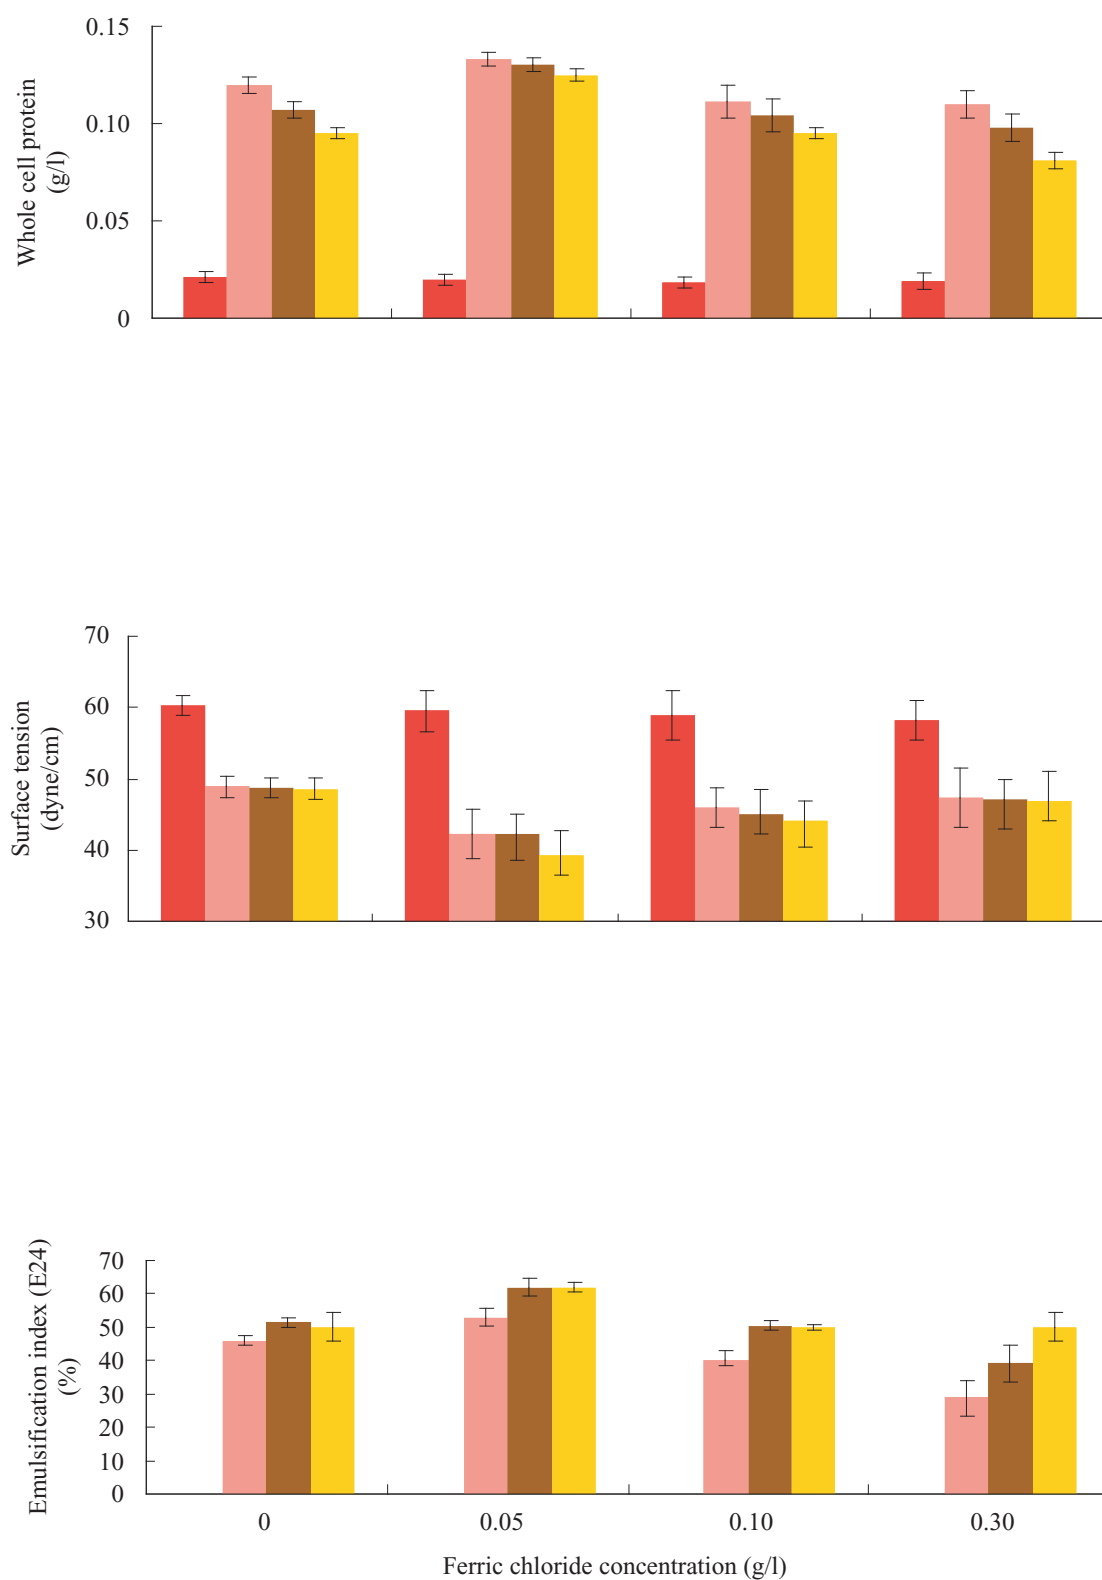 Whole cell protein
(g/l)
0.15
0.10
0.05
0
Surface tension
(dyne/cm)
70
60
50
40
30
Emulsification index (E24)
(%)
70
60
50
40
30
20
10
0
0 0.05 0.10 0.30
Ferric chloride concentration (g/l)